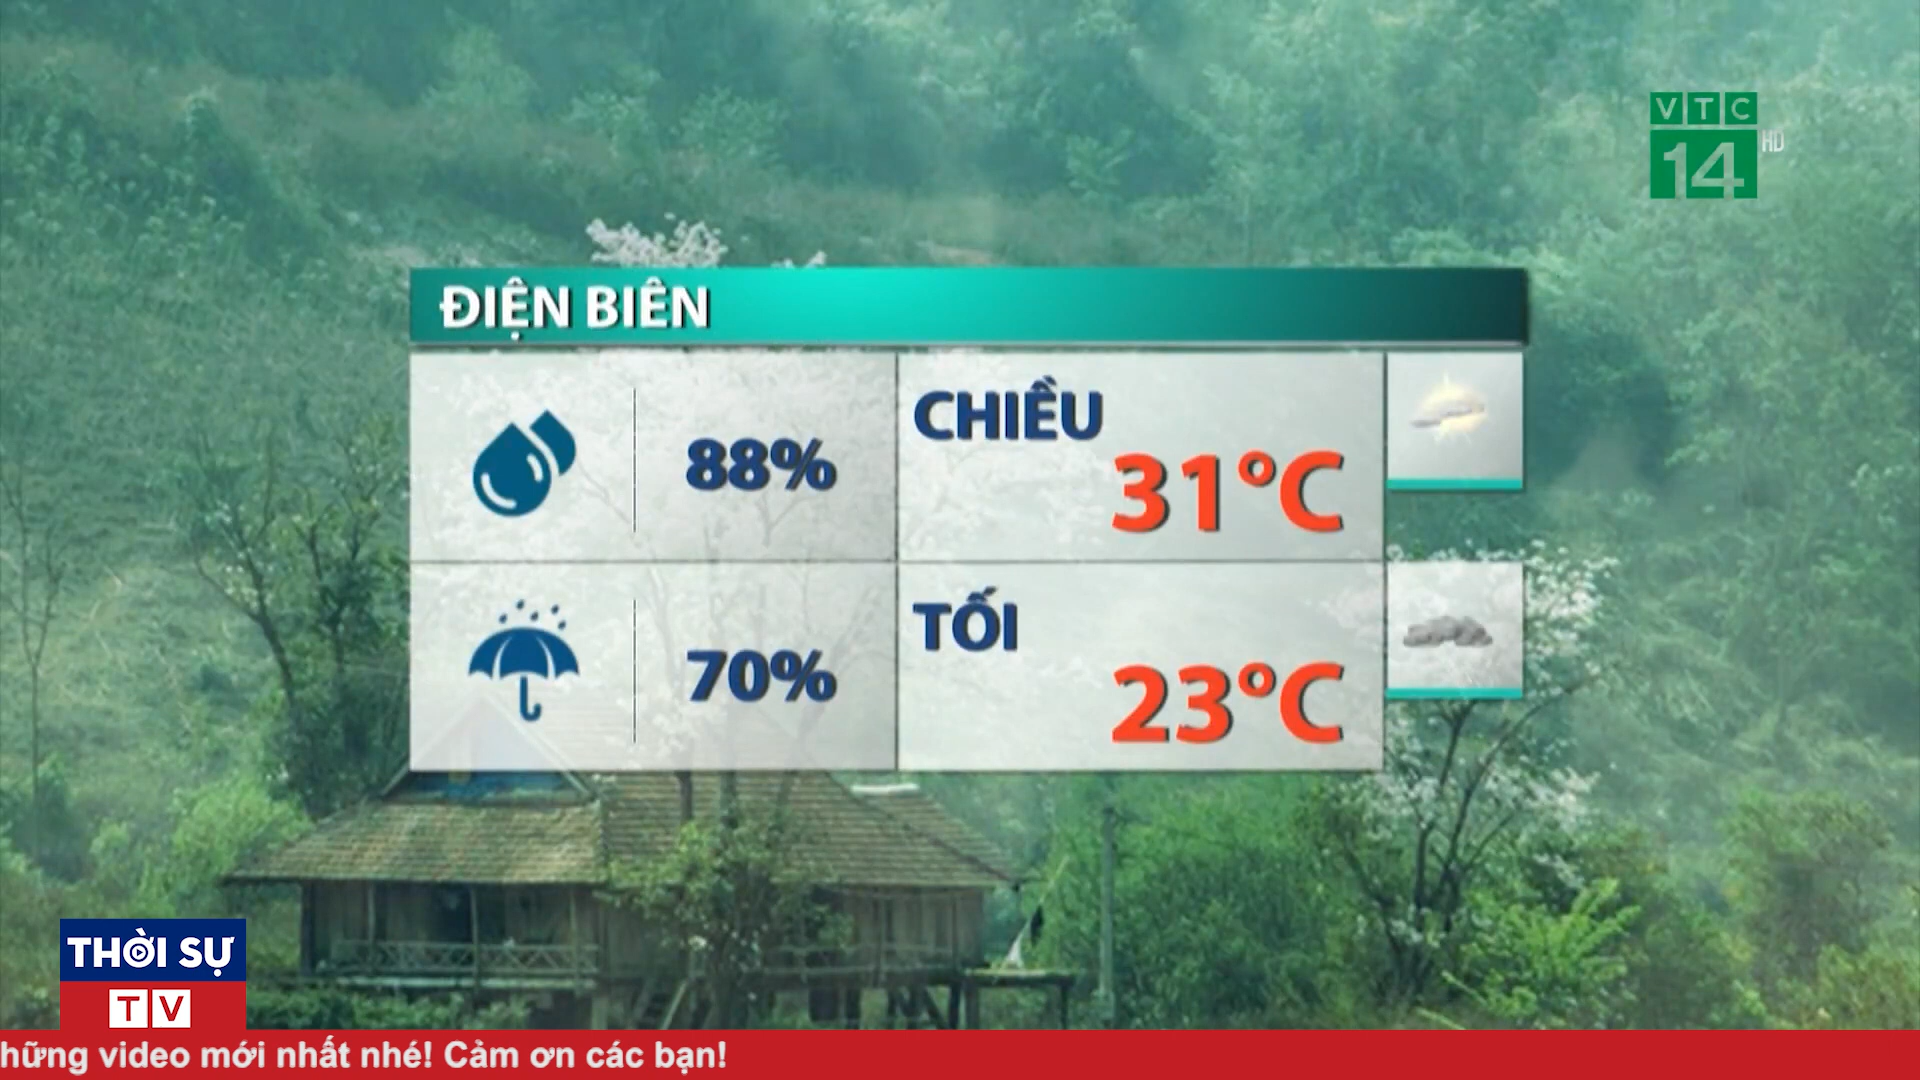 VTC
14 HD
ĐIỆN BIÊN
88%
CHIỀU
31°C
70%
TỐI
23°C
THỜI SỰ
TV
hững video mới nhất nhé! Cảm ơn các bạn!